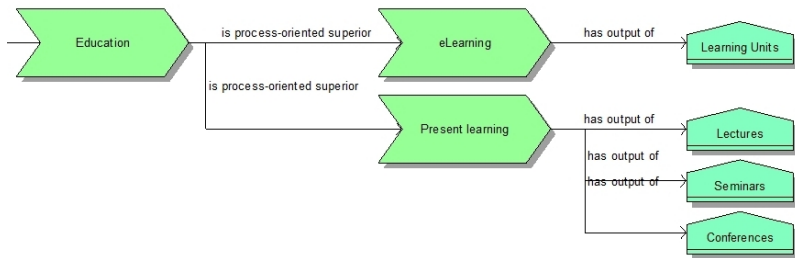 Education
is process-oriented superior
eLearning
has output of
Learning Units
is process-oriented superior
Present learning
has output of
Lectures
has output of
has output of
Seminars
Conferences